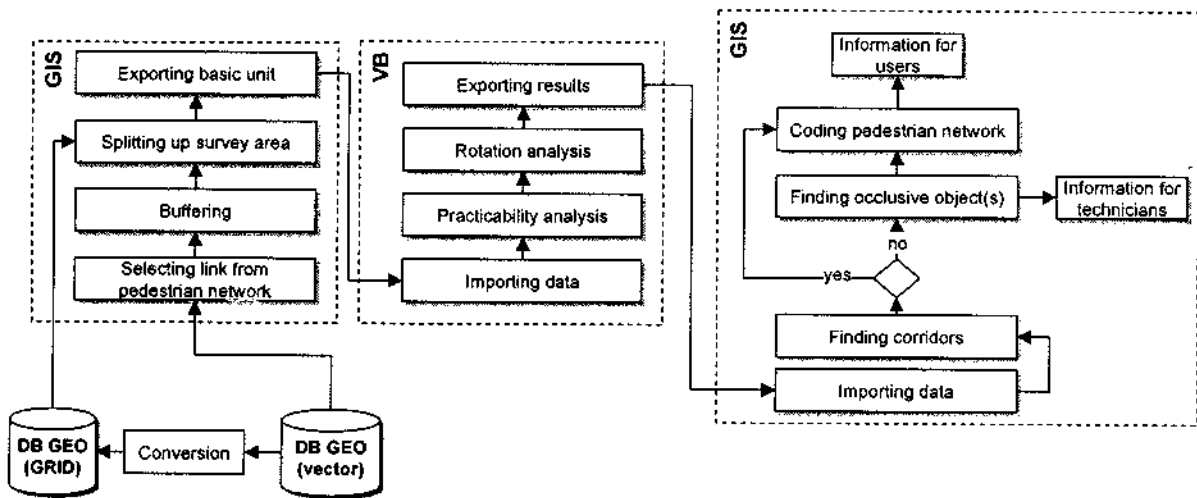 GIS
Exporting basic unit
Splitting up survey area
Buffering
Selecting link from
pedestrian network
DB GEO
(GRID)
Conversion
DB GEO
(vector)
VB
Exporting results
Rotation analysis
Practicability analysis
Importing data
GIS
Information for
users
Coding pedestrian network
Finding occlusive object(s)
Information for
technicians
no
yes
Finding corridors
Importing data